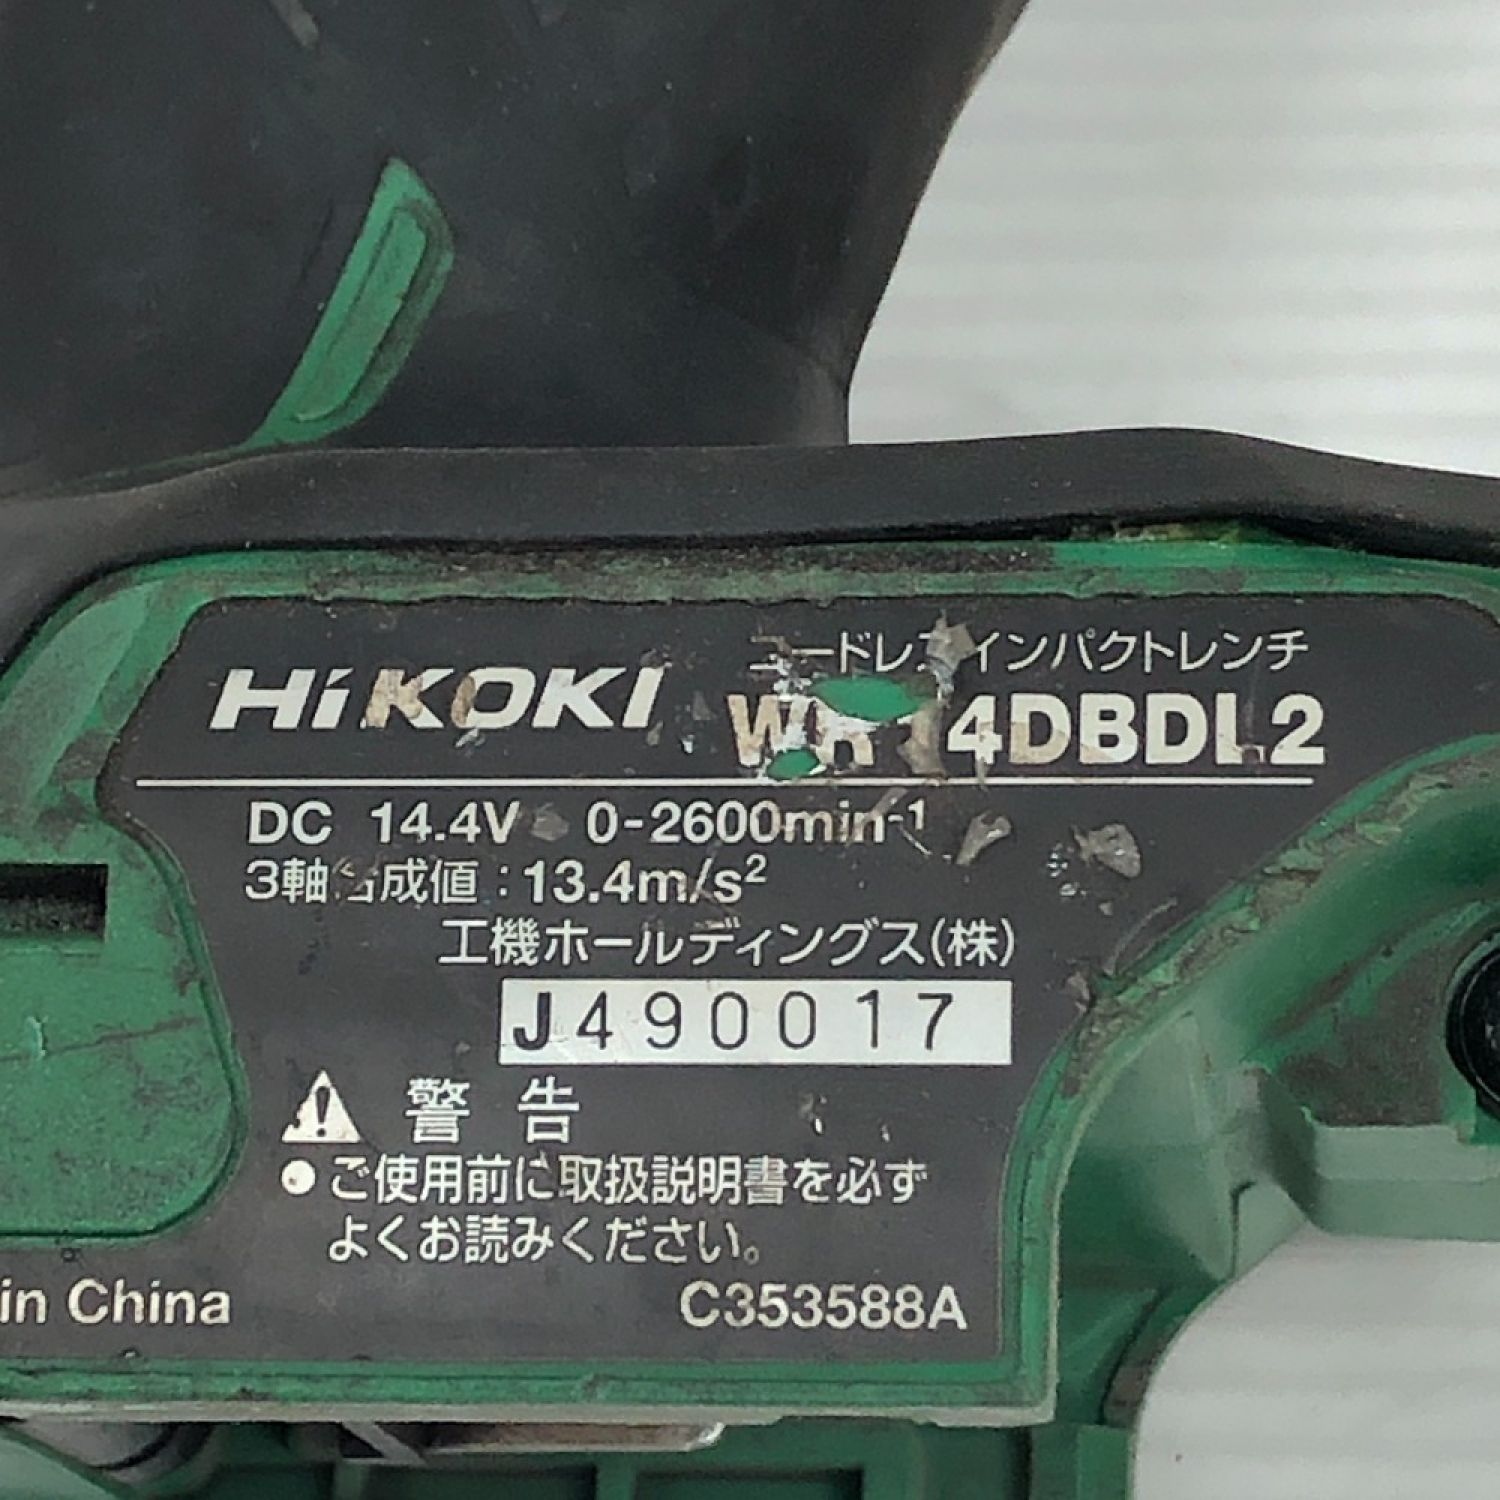 コードレスインパクトレンチ
HiKOKI WR14DBDL2
DC 14.4V 0-2600min-1
3軸合成値：13.4m/s²
工機ホールディングス(株)
J490017
警告
●ご使用前に取扱説明書を必ず
よくお読みください。
in China
C353588A